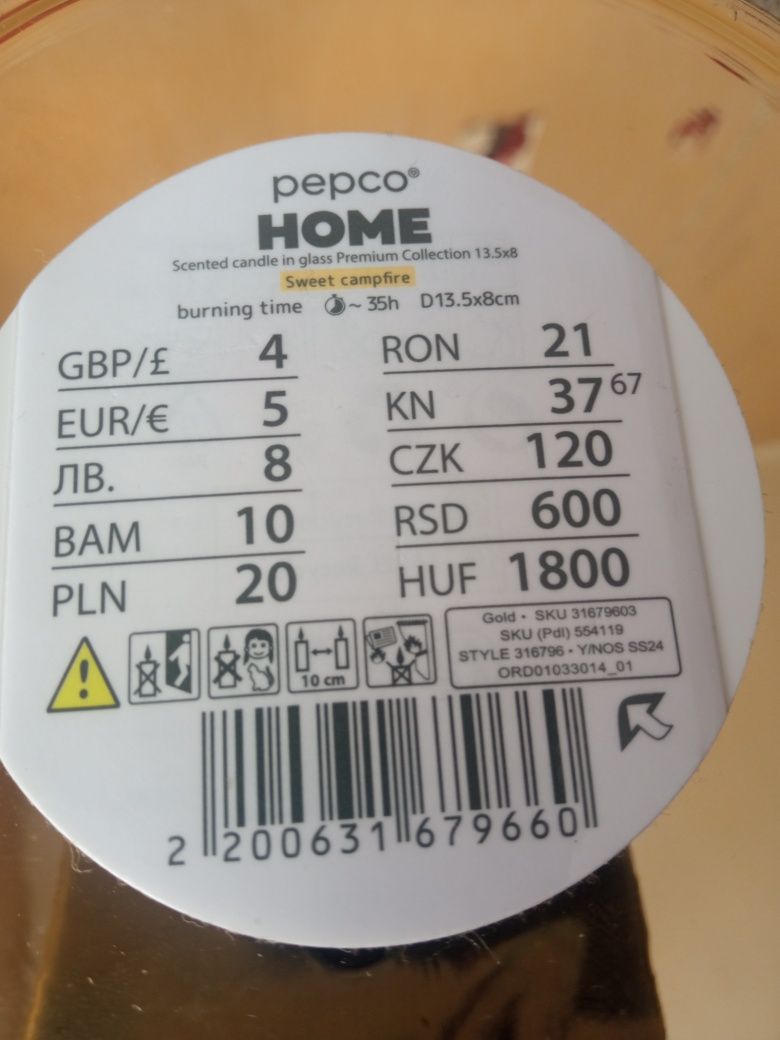 pepco®
HOME
Scented candle in glass Premium Collection 13.5x8
Sweet campfire
burning time ~ 35h D13.5x8cm
GBP/£ 4
EUR/€ 5
ЛВ. 8
BAM 10
PLN 20
RON 21
KN 37 67
CZK 120
RSD 600
HUF 1800
10 cm
Gold • SKU 31679603
SKU (Pdl) 554119
STYLE 316796 • Y/NOS SS24
ORD01033014_01
2 200631 679660